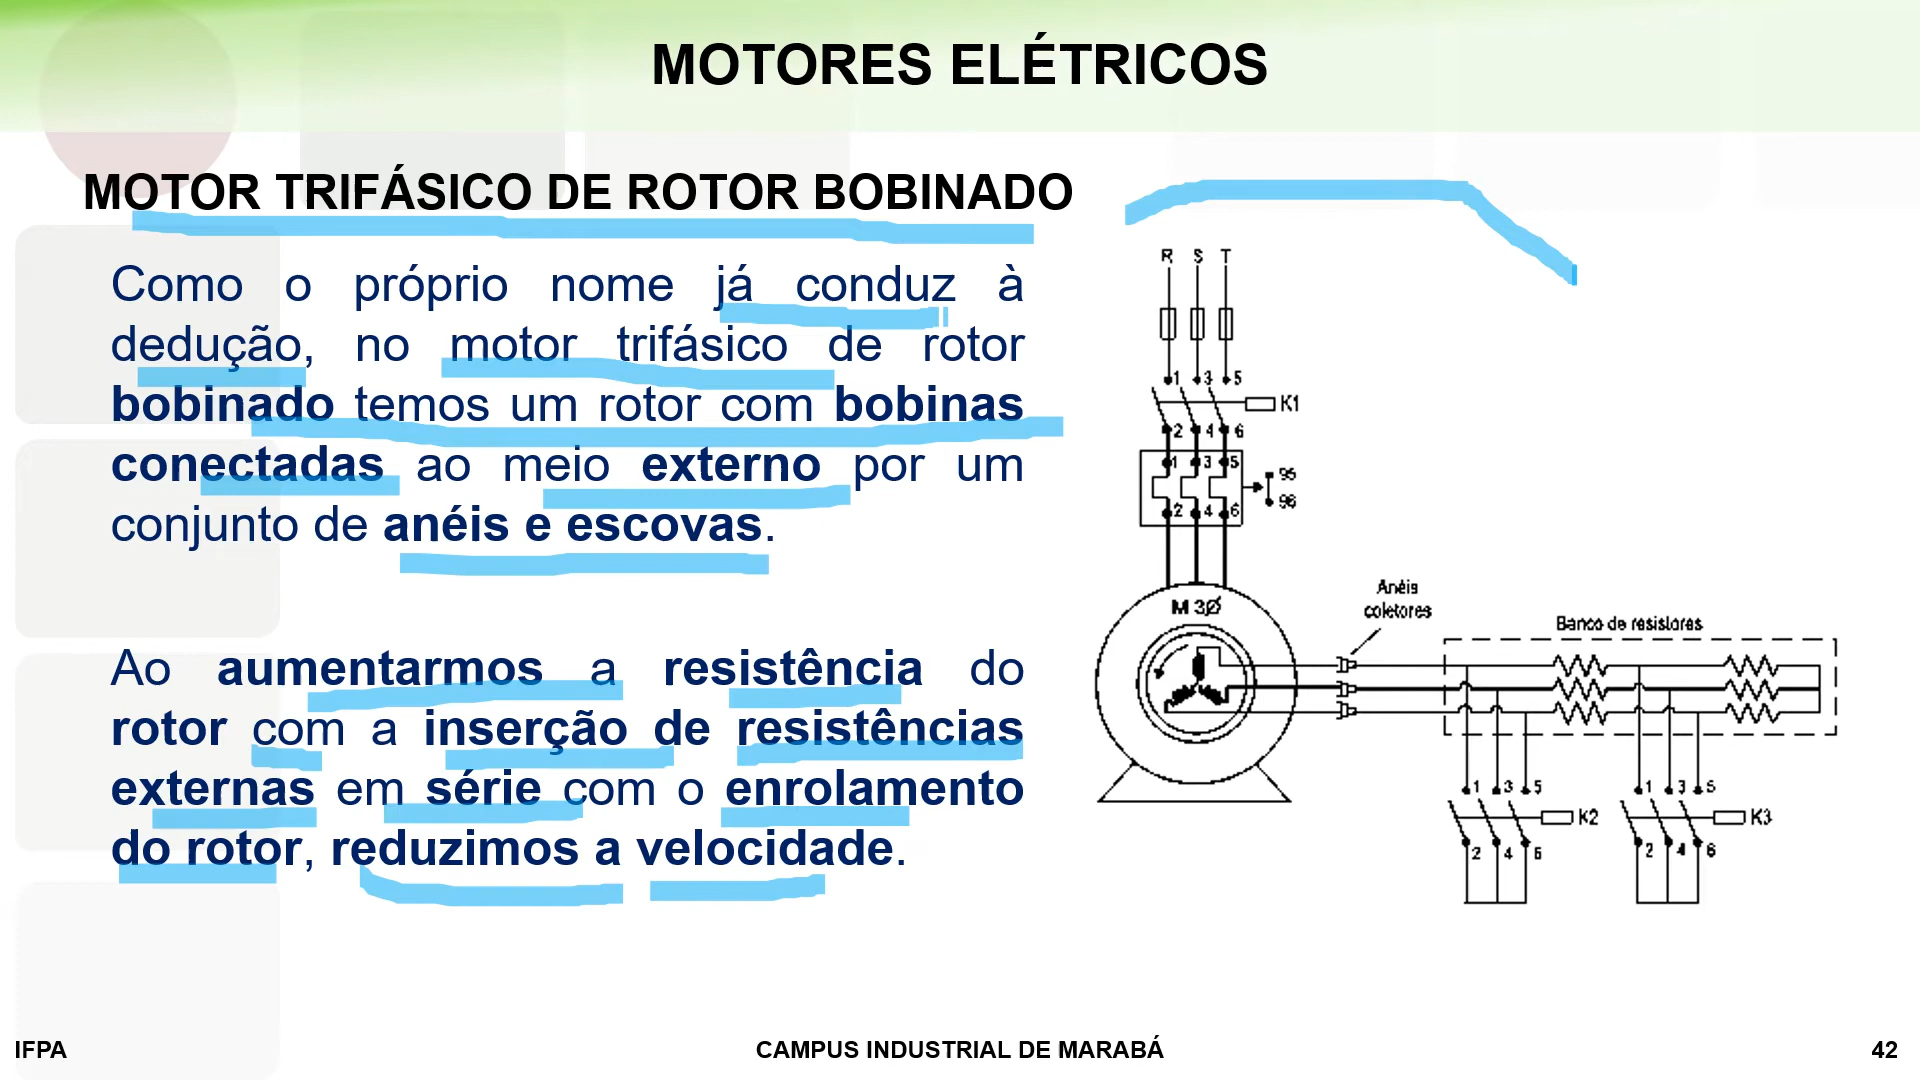 MOTORES ELÉTRICOS
MOTOR TRIFÁSICO DE ROTOR BOBINADO
Como o próprio nome já conduz à
dedução, no motor trifásico de rotor
bobinado temos um rotor com bobinas
conectadas ao meio externo por um
conjunto de anéis e escovas.
Ao aumentarmos a resistência do
rotor com a inserção de resistências
externas em série com o enrolamento
do rotor, reduzimos a velocidade.
R S T
1 3 5
K1
2 4 6
1 3 5
95
96
2 4 6
M 3Ø
Anéis
coletores
Banco de resistores
1 3 5
K2
2 4 6
1 3 5
K3
2 4 6
IFPA
CAMPUS INDUSTRIAL DE MARABÁ
42